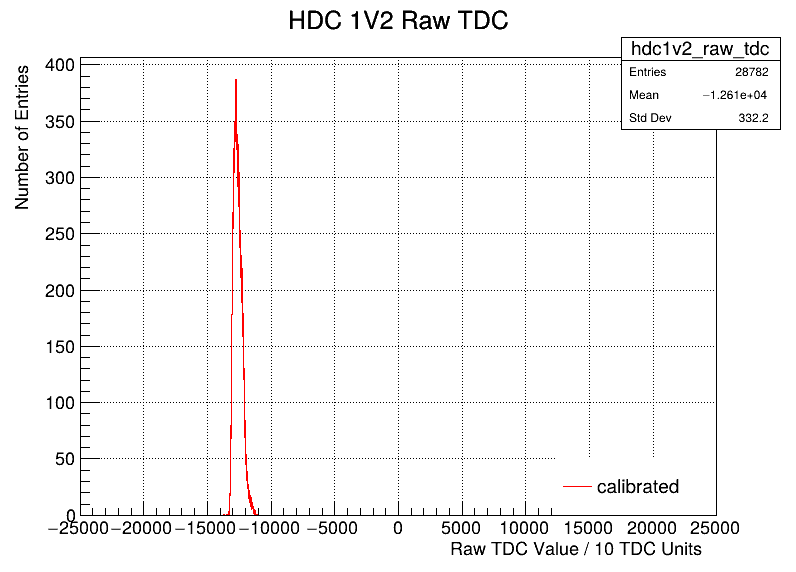 HDC 1V2 Raw TDC
hdc1v2_raw_tdc
Entries 28782
Mean −1.261e+04
Std Dev 332.2
Number of Entries
400
350
300
250
200
150
100
50
0
−25000 −20000 −15000 −10000 −5000 0 5000 10000 15000 20000 25000
calibrated
Raw TDC Value / 10 TDC Units